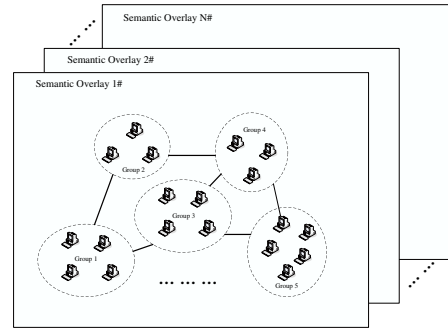 Semantic Overlay N#
Semantic Overlay 2#
Semantic Overlay 1#
Group 4
Group 2
Group 3
Group 1
Group 5
... ...